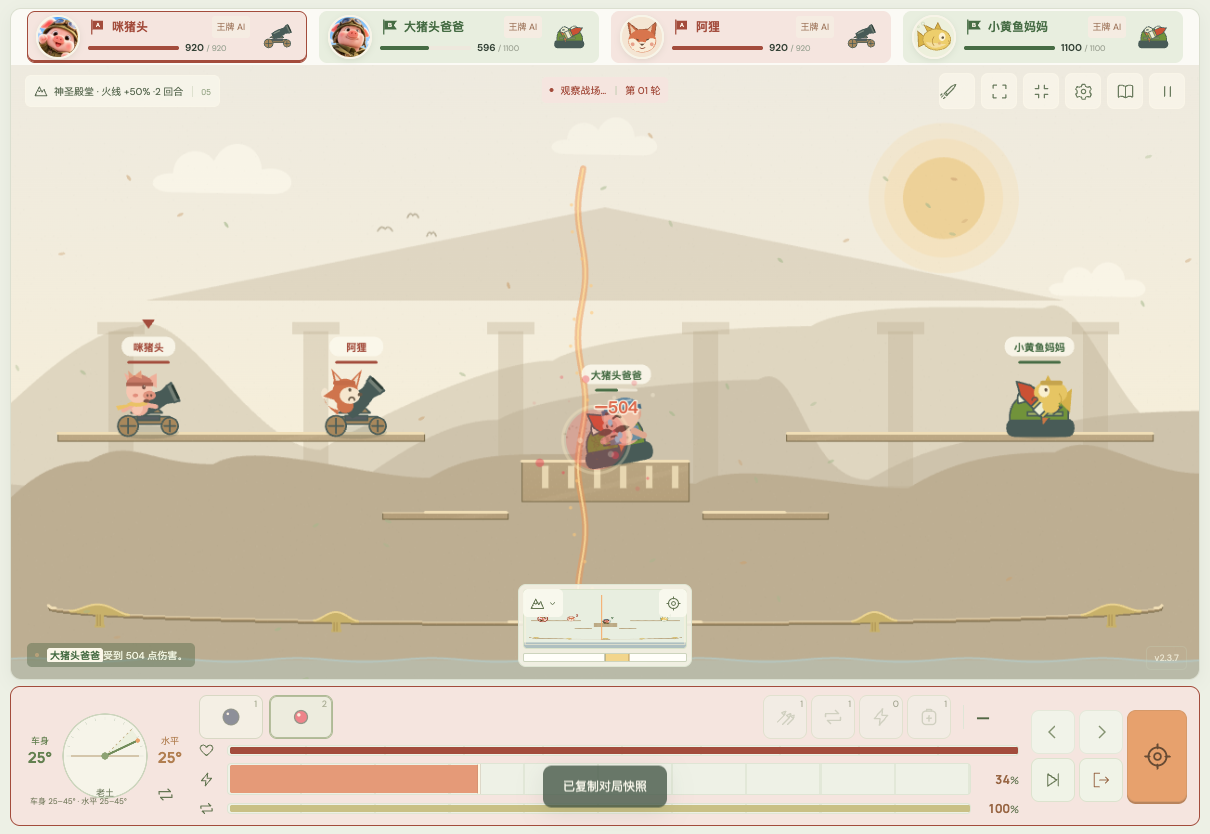 咪猪头
王牌 AI
920 / 920
大猪头爸爸
王牌 AI
596 / 1100
阿狸
王牌 AI
920 / 920
小黄鱼妈妈
王牌 AI
1100 / 1100
神圣殿堂 · 火线 +50% ·2 回合
05
观察战场...
第 01 轮
咪猪头
阿狸
大猪头爸爸
小黄鱼妈妈
−504
大猪头爸爸受到 504 点伤害。
v2.3.7
车身
25°
水平
25°
老土
车身 25–45° · 水平 25–45°
1
2
1
1
0
1
34%
已复制对局快照
100%